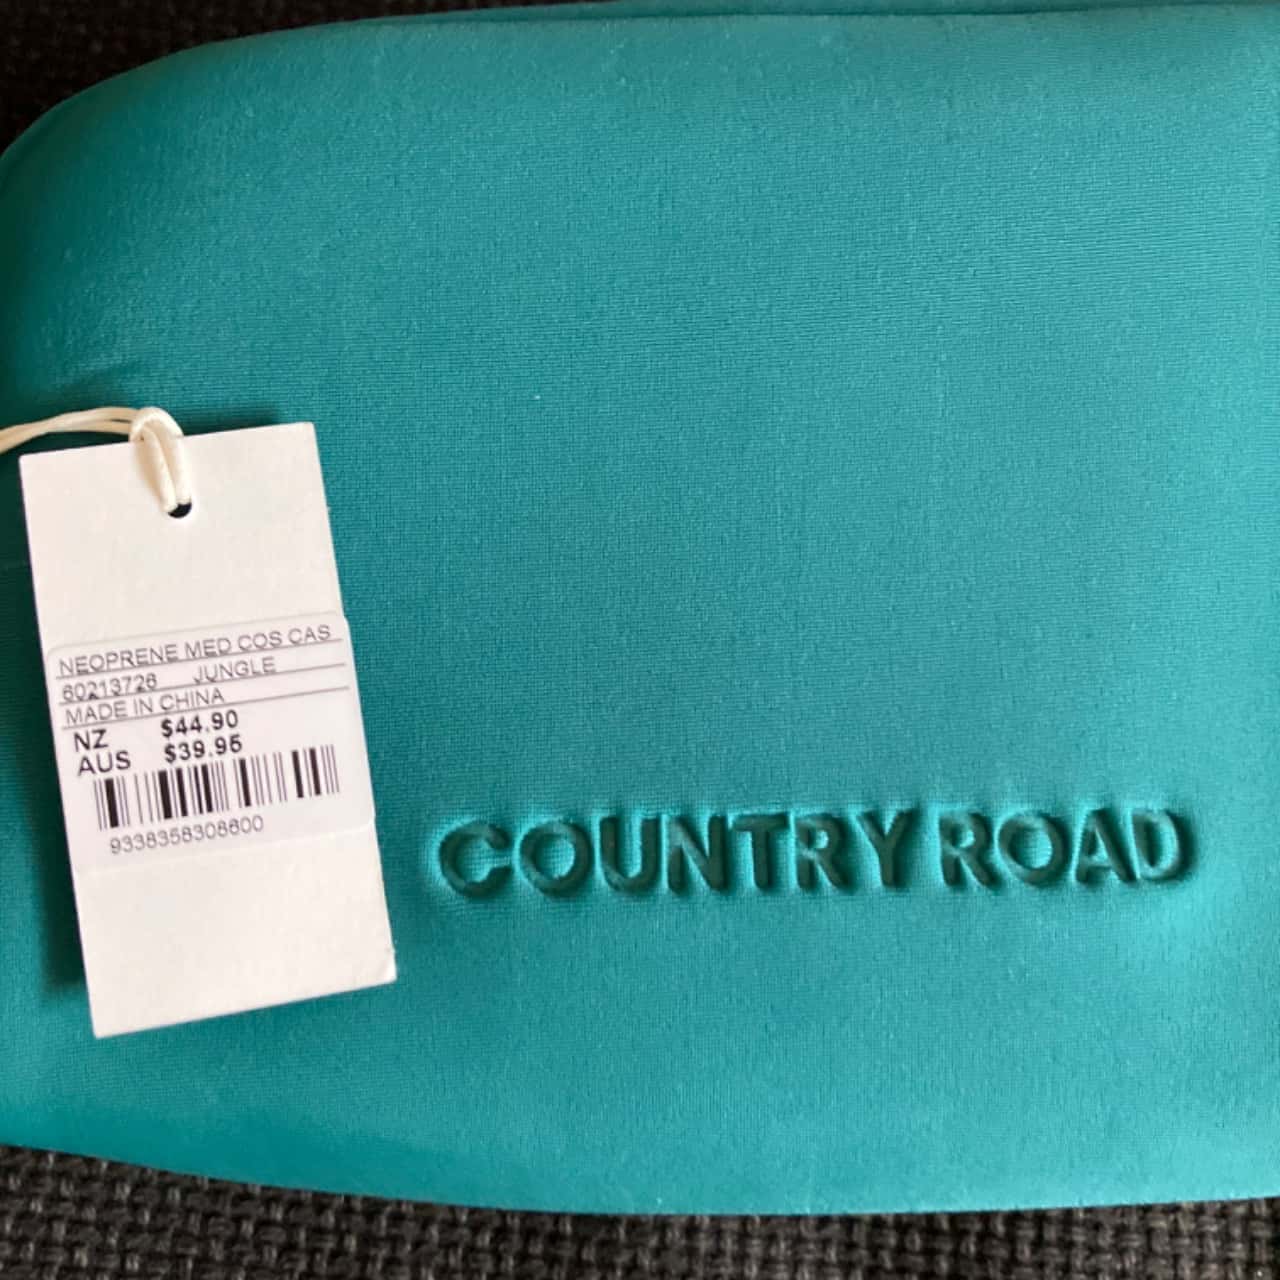 NEOPRENE MED COS CAS
60213726 JUNGLE
MADE IN CHINA
NZ $44.90
AUS $39.95
9338358308600
COUNTRY ROAD